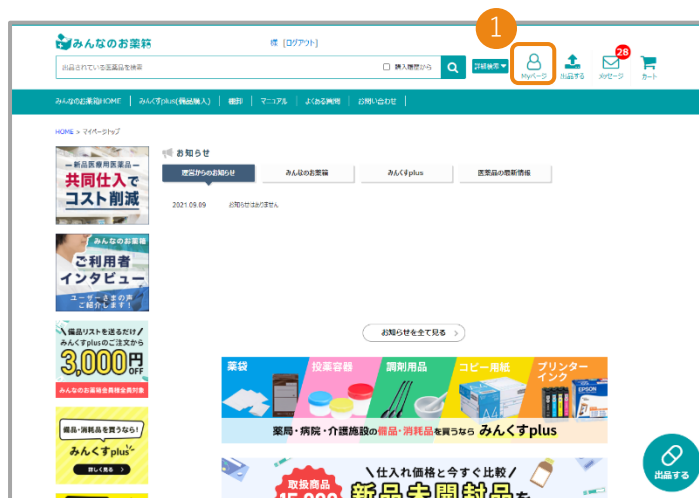 1
みんなのお薬箱
様 [ログアウト]
出品されている医薬品を検索
購入履歴から
詳細検索▼
Myページ
出品する
28
メッセージ
カート
みんなのお薬箱HOME
みんくすplus(備品購入)
棚卸
マニュアル
よくある質問
お問い合わせ
HOME > マイページトップ
お知らせ
運営からのお知らせ
みんなのお薬箱
みんくすplus
医薬品の最新情報
2021.09.09 お知らせはありません
お知らせを全て見る
ー新品医療用医薬品ー
共同仕入で
コスト削減
みんなのお薬箱
ご利用者
インタビュー
ユーザーさまの声
ご紹介します!
\備品リストを送るだけ/
みんくすplusのご注文から
3,000円OFF
みんなのお薬箱会員様全員対象
備品・消耗品を買うなら!
みんくすplus
詳しく見る
薬袋
投薬容器
調剤用品
コピー用紙
プリンター
インク
A4
EPSON
薬局・病院・介護施設の備品・消耗品を買うなら みんくすplus
\仕入れ価格と今すぐ比較/
取扱商品
15,000
新品未開封品を
出品する